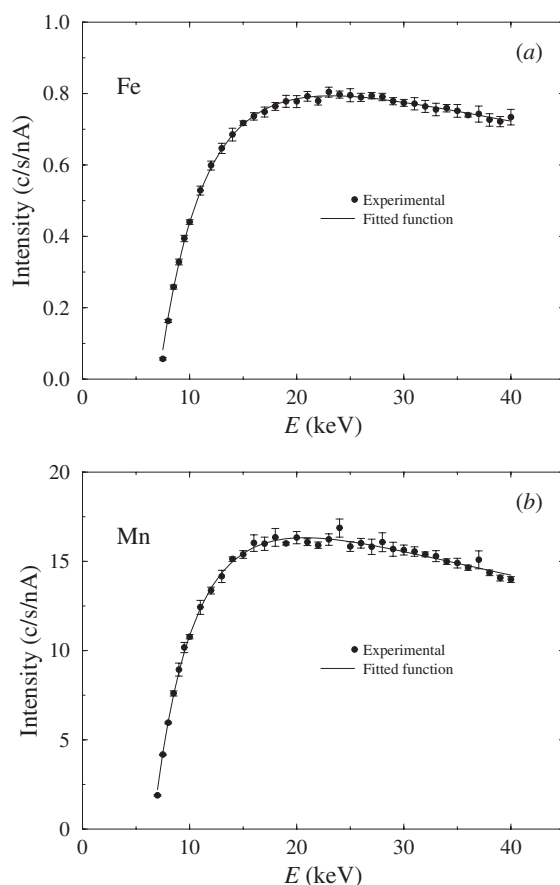 (a)
Fe
Intensity (c/s/nA)
1.0
0.8
0.6
0.4
0.2
0.0
Experimental
Fitted function
0 10 20 30 40
E (keV)
(b)
Mn
Intensity (c/s/nA)
20
15
10
5
0
Experimental
Fitted function
0 10 20 30 40
E (keV)